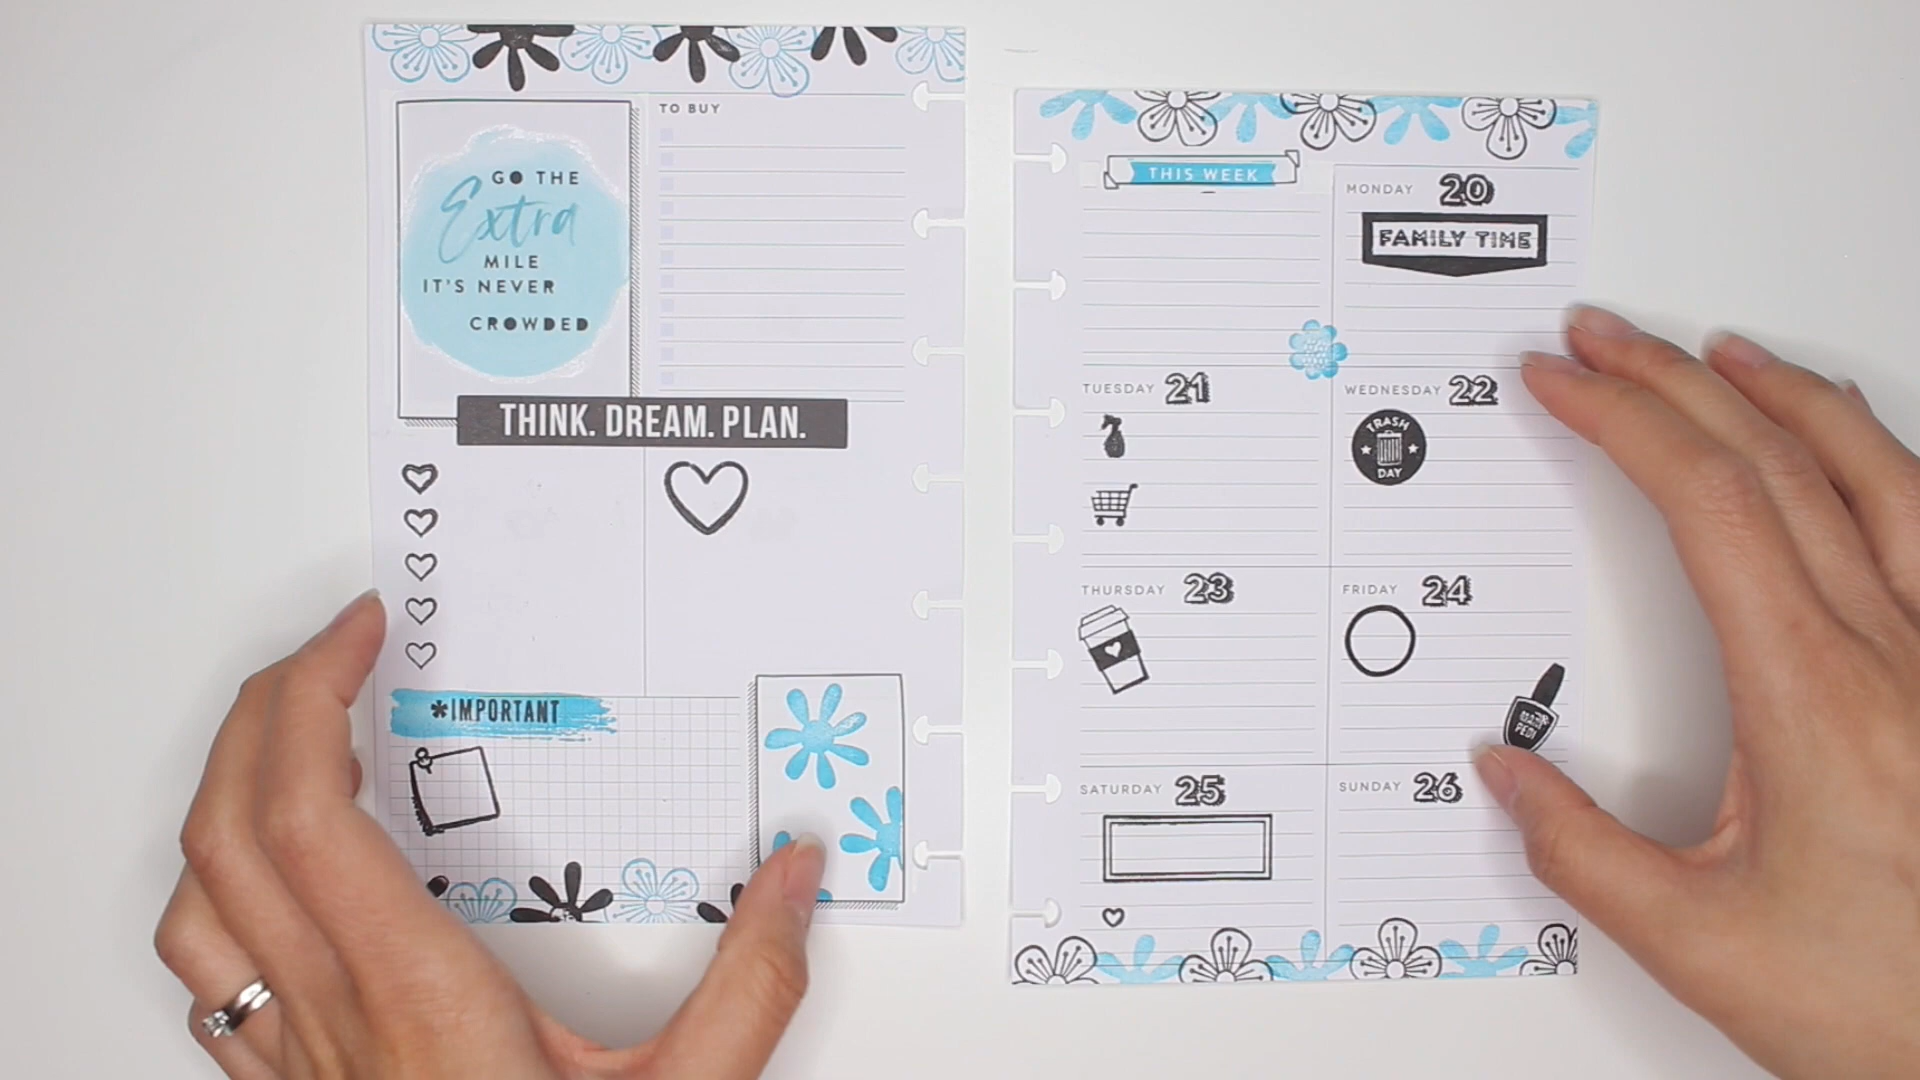 GO THE
Extra
MILE
IT'S NEVER
CROWDED
TO BUY
THINK. DREAM. PLAN.
*IMPORTANT
THIS WEEK
MONDAY 20
FAMILY TIME
TUESDAY 21
WEDNESDAY 22
TRASH
DAY
THURSDAY 23
FRIDAY 24
MANI
PEDI
SATURDAY 25
SUNDAY 26